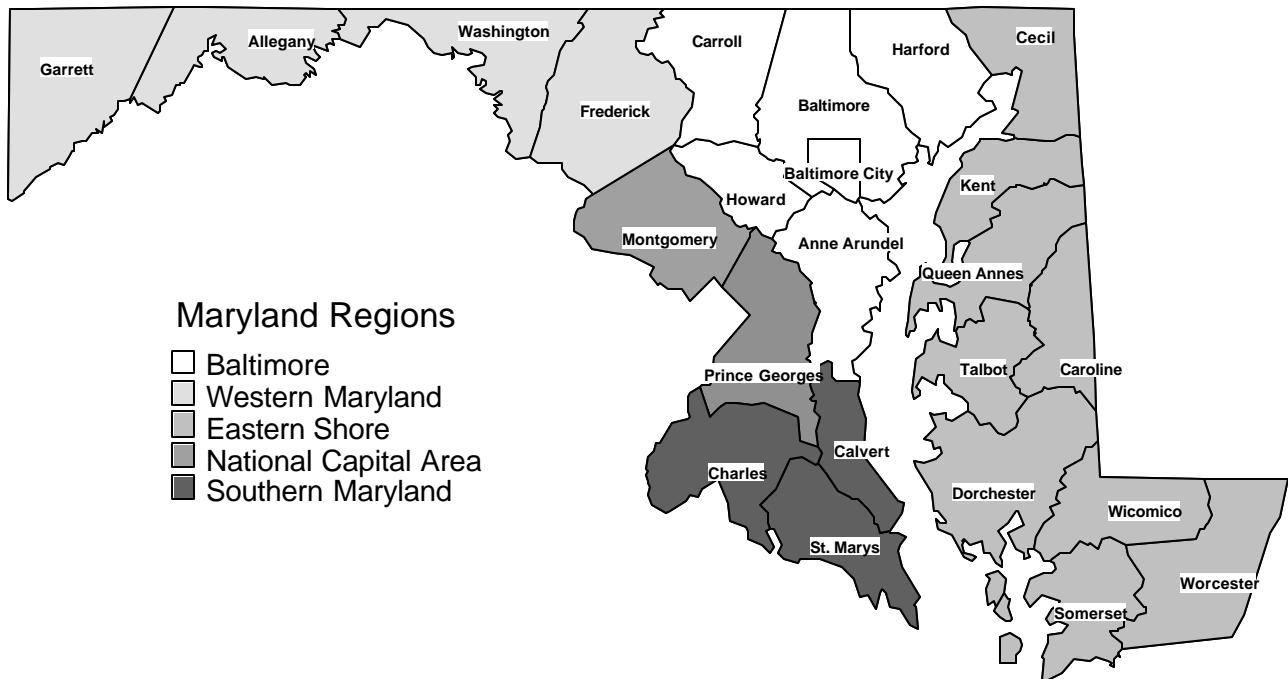 Washington
Allegany
Carroll
Harford
Cecil
Garrett
Frederick
Baltimore
Baltimore City
Kent
Howard
Montgomery
Anne Arundel
Queen Annes
Maryland Regions
Baltimore
Western Maryland
Eastern Shore
National Capital Area
Southern Maryland
Prince Georges
Talbot
Caroline
Calvert
Charles
Dorchester
Wicomico
St. Marys
Worcester
Somerset